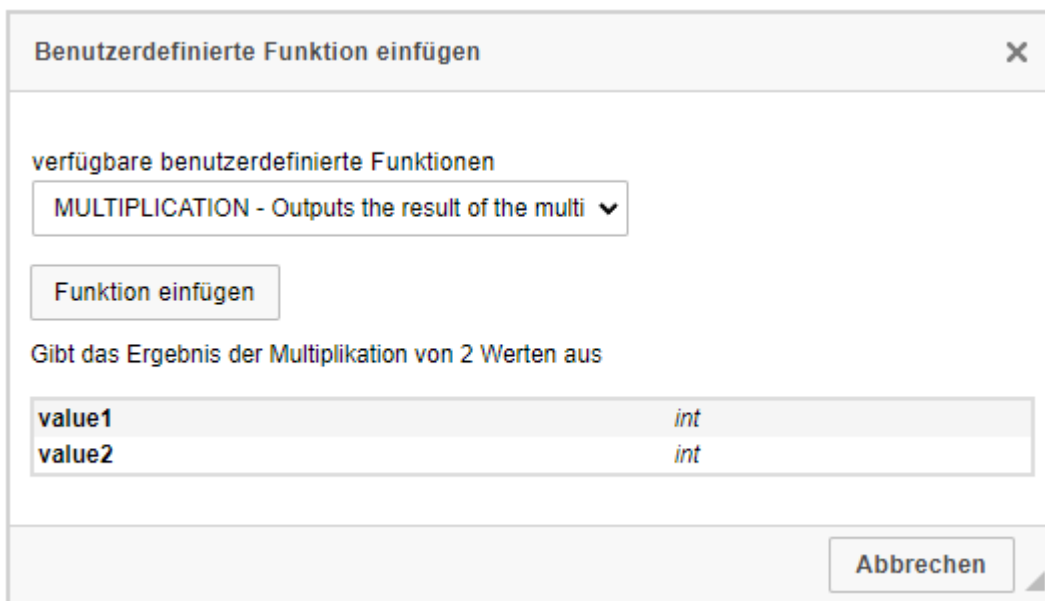 Benutzerdefinierte Funktion einfügen
verfügbare benutzerdefinierte Funktionen
MULTIPLICATION - Outputs the result of the multi
Funktion einfügen
Gibt das Ergebnis der Multiplikation von 2 Werten aus
value1 int
value2 int
Abbrechen